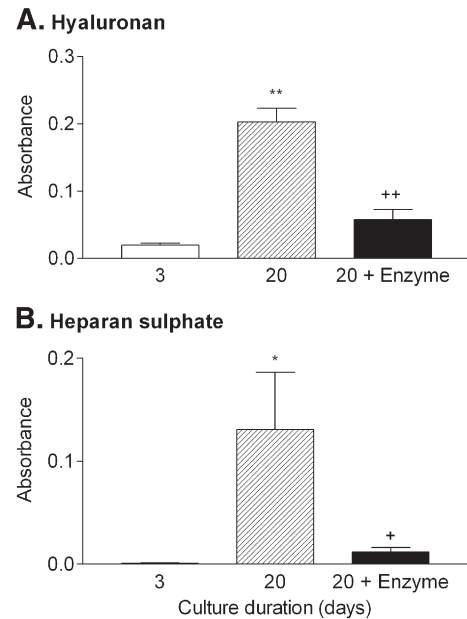 A. Hyaluronan
0.3
0.2
0.1
0.0
Absorbance
**
++
3 20 20 + Enzyme
B. Heparan sulphate
0.2
0.1
0.0
Absorbance
*
+
3 20 20 + Enzyme
Culture duration (days)